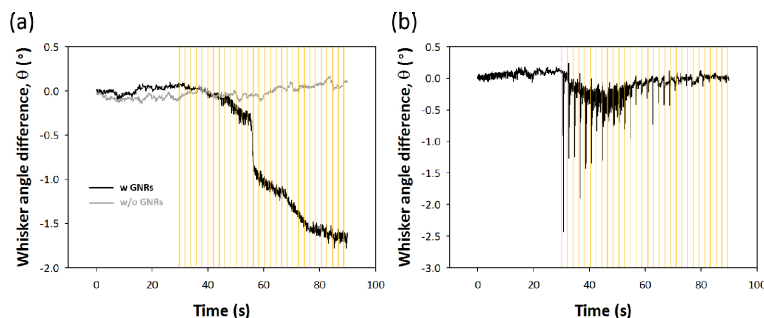 (a)
Whisker angle difference, θ (°)
0.5
0.0
-0.5
-1.0
-1.5
-2.0
w GNRs
w/o GNRs
0 20 40 60 80 100
Time (s)
(b)
Whisker angle difference, θ (°)
0.5
0.0
-0.5
-1.0
-1.5
-2.0
-2.5
-3.0
0 20 40 60 80 100
Time (s)